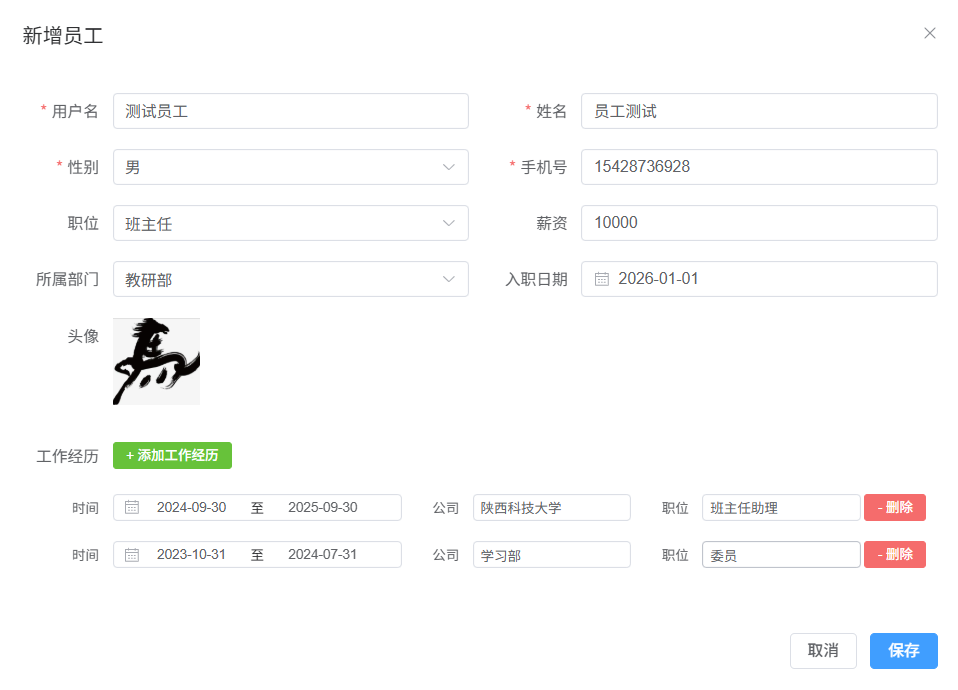 新增员工
* 用户名 测试员工 * 姓名 员工测试
* 性别 男 * 手机号 15428736928
职位 班主任 薪资 10000
所属部门 教研部 入职日期 2026-01-01
头像
馬
工作经历 + 添加工作经历
时间 2024-09-30 至 2025-09-30 公司 陕西科技大学 职位 班主任助理 - 删除
时间 2023-10-31 至 2024-07-31 公司 学习部 职位 委员 - 删除
取消 保存